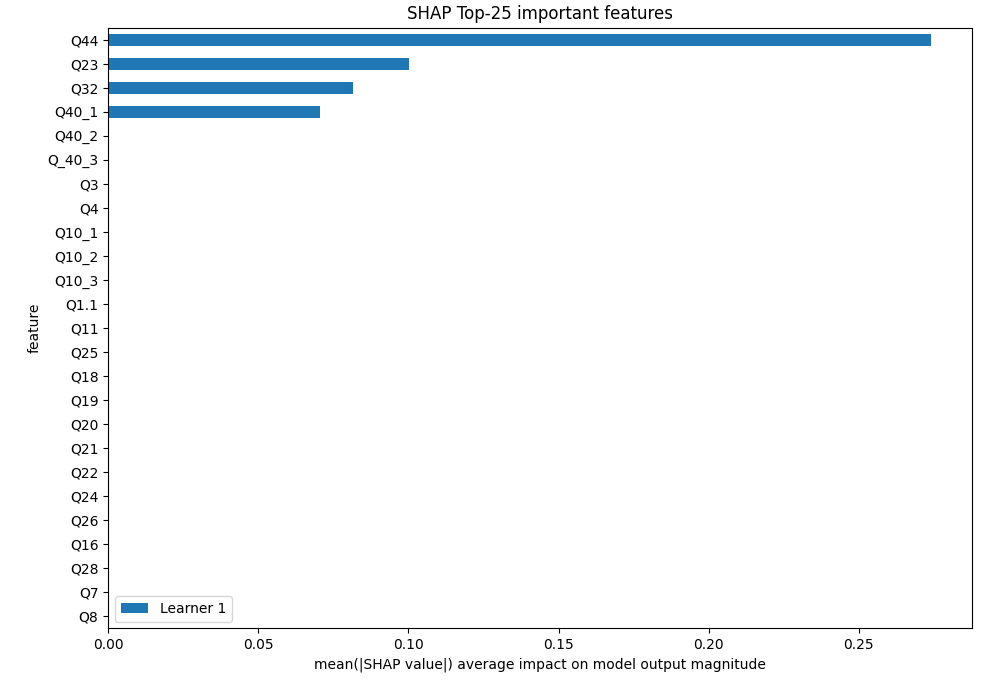 SHAP Top-25 important features
Q44
Q23
Q32
Q40_1
Q40_2
Q_40_3
Q3
Q4
Q10_1
Q10_2
Q10_3
Q1.1
Q11
Q25
Q18
Q19
Q20
Q21
Q22
Q24
Q26
Q16
Q28
Q7
Q8
feature
Learner 1
0.00 0.05 0.10 0.15 0.20 0.25
mean(|SHAP value|) average impact on model output magnitude